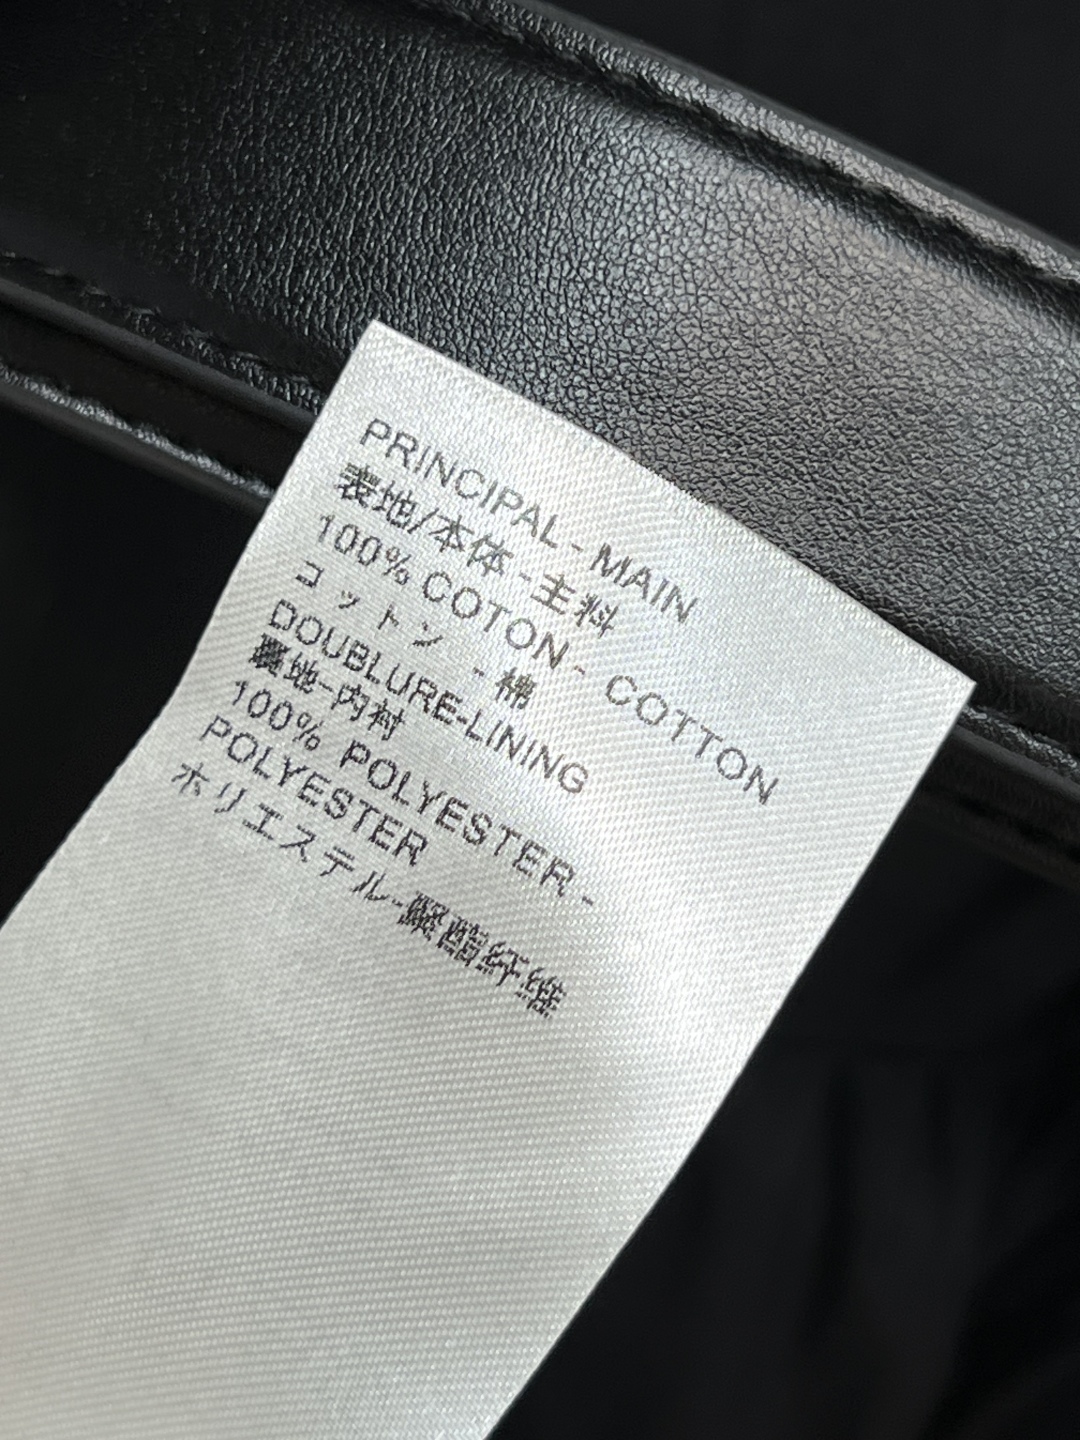 PRINCIPAL - MAIN
表地/本体 - 主料
100% COTON - COTTON
コットン - 棉
DOUBLURE-LINING
裏地-内衬
100% POLYESTER -
POLYESTER
ホリエステル-聚酯纤维